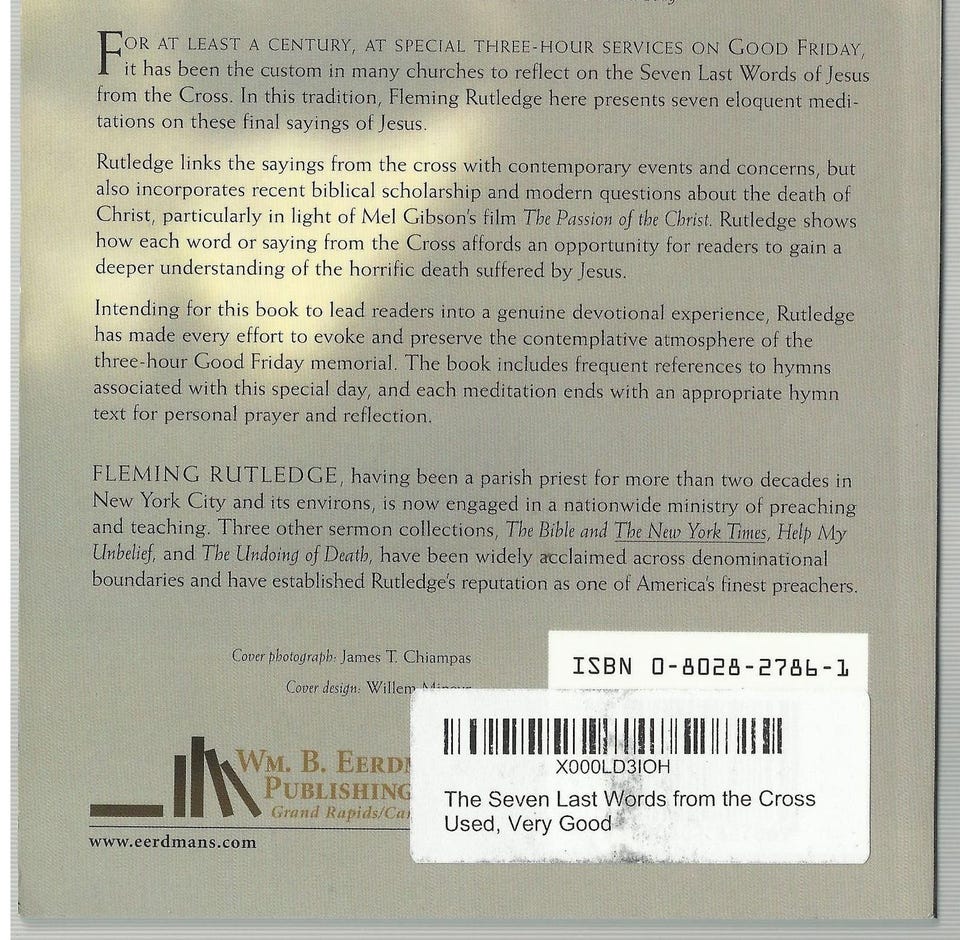 FOR AT LEAST A CENTURY, AT SPECIAL THREE-HOUR SERVICES ON GOOD FRIDAY,
it has been the custom in many churches to reflect on the Seven Last Words of Jesus
from the Cross. In this tradition, Fleming Rutledge here presents seven eloquent medi-
tations on these final sayings of Jesus.
Rutledge links the sayings from the cross with contemporary events and concerns, but
also incorporates recent biblical scholarship and modern questions about the death of
Christ, particularly in light of Mel Gibson's film The Passion of the Christ. Rutledge shows
how each word or saying from the Cross affords an opportunity for readers to gain a
deeper understanding of the horrific death suffered by Jesus.
Intending for this book to lead readers into a genuine devotional experience, Rutledge
has made every effort to evoke and preserve the contemplative atmosphere of the
three-hour Good Friday memorial. The book includes frequent references to hymns
associated with this special day, and each meditation ends with an appropriate hymn
text for personal prayer and reflection.
FLEMING RUTLEDGE, having been a parish priest for more than two decades in
New York City and its environs, is now engaged in a nationwide ministry of preaching
and teaching. Three other sermon collections, The Bible and The New York Times, Help My
Unbelief, and The Undoing of Death, have been widely acclaimed across denominational
boundaries and have established Rutledge's reputation as one of America's finest preachers.
Cover photograph: James T. Chiampas
Cover design: Willem
ISBN 0-8028-2786-1
WM. B. EERD
PUBLISHING
Grand Rapids/Ca
www.eerdmans.com
X000LD3IOH
The Seven Last Words from the Cross
Used, Very Good